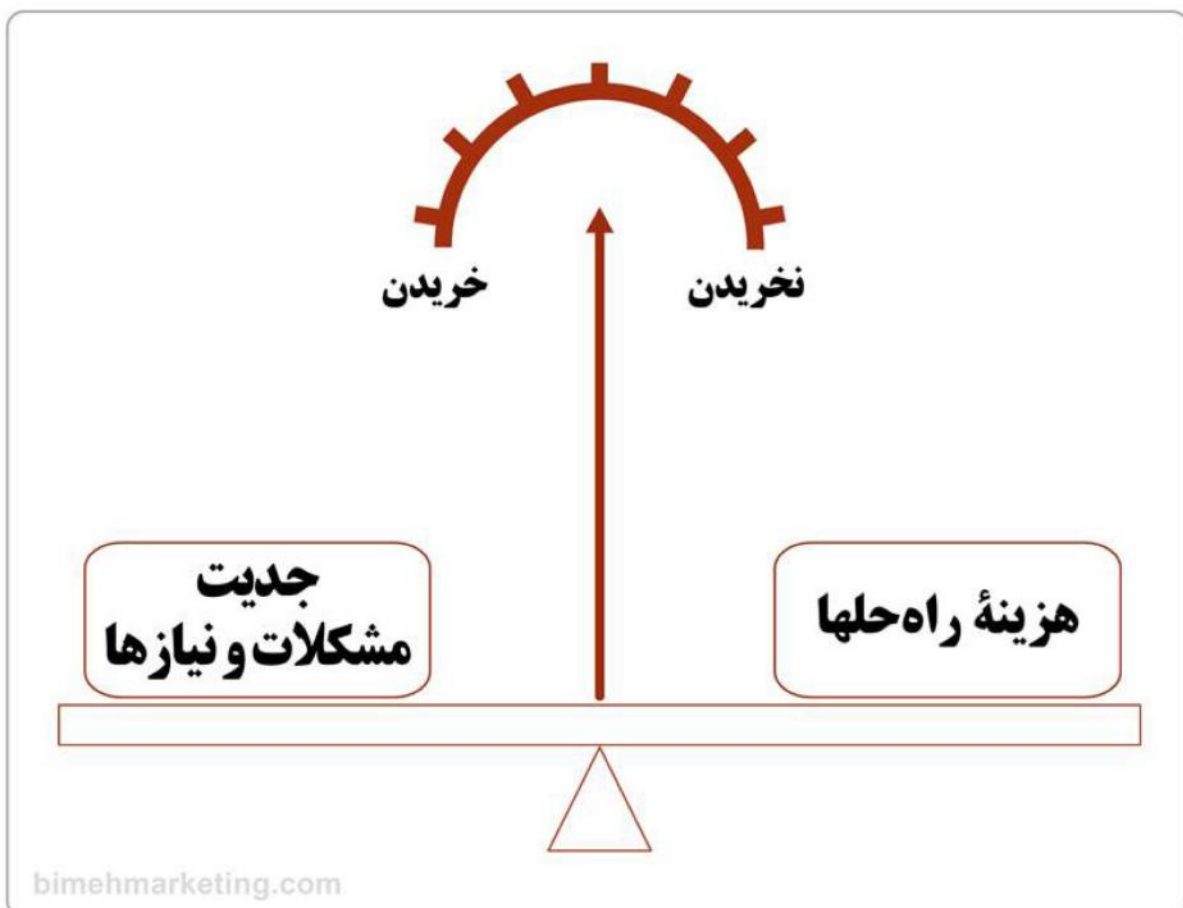 نخریدن
خریدن
هزینهٔ راه‌حلها
جدیت
مشکلات و نیازها
bimehmarketing.com